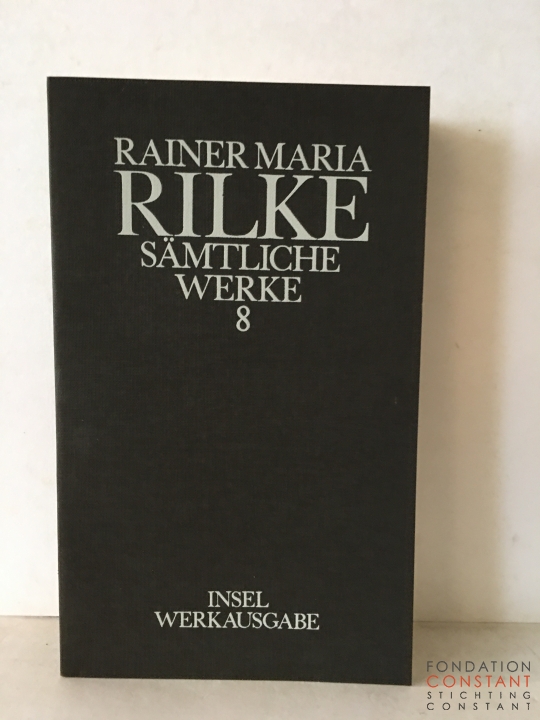 RAINER MARIA
RILKE
SÄMTLICHE
WERKE
8
INSEL
WERKAUSGABE
FONDATION
CONSTANT
STICHTING
CONSTANT